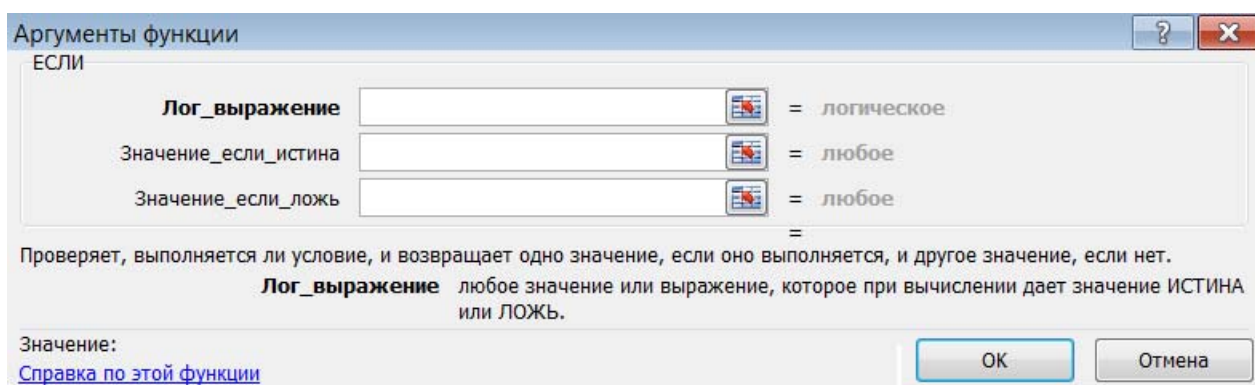 Аргументы функции
ЕСЛИ
Лог_выражение = логическое
Значение_если_истина = любое
Значение_если_ложь = любое
=
Проверяет, выполняется ли условие, и возвращает одно значение, если оно выполняется, и другое значение, если нет.
Лог_выражение любое значение или выражение, которое при вычислении дает значение ИСТИНА
или ЛОЖЬ.
Значение:
Справка по этой функции
ОК Отмена